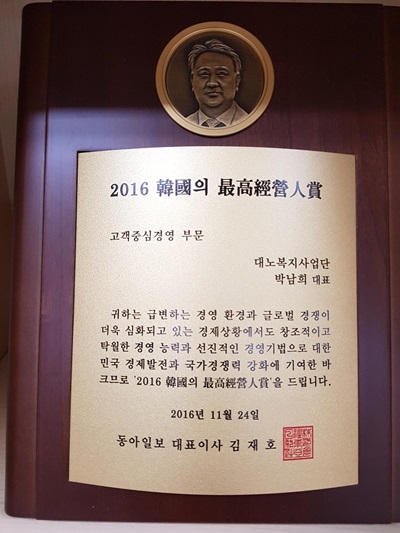 2016 韓國의 最高經營人賞
고객중심경영 부문
대노복지사업단
박남희 대표
귀하는 급변하는 경영 환경과 글로벌 경쟁이
더욱 심화되고 있는 경제상황에서도 창조적이고
탁월한 경영 능력과 선진적인 경영기법으로 대한
민국 경제발전과 국가경쟁력 강화에 기여한 바
크므로 '2016 韓國의 最高經營人賞'을 드립니다.
2016년 11월 24일
동아일보 대표이사 김 재 호